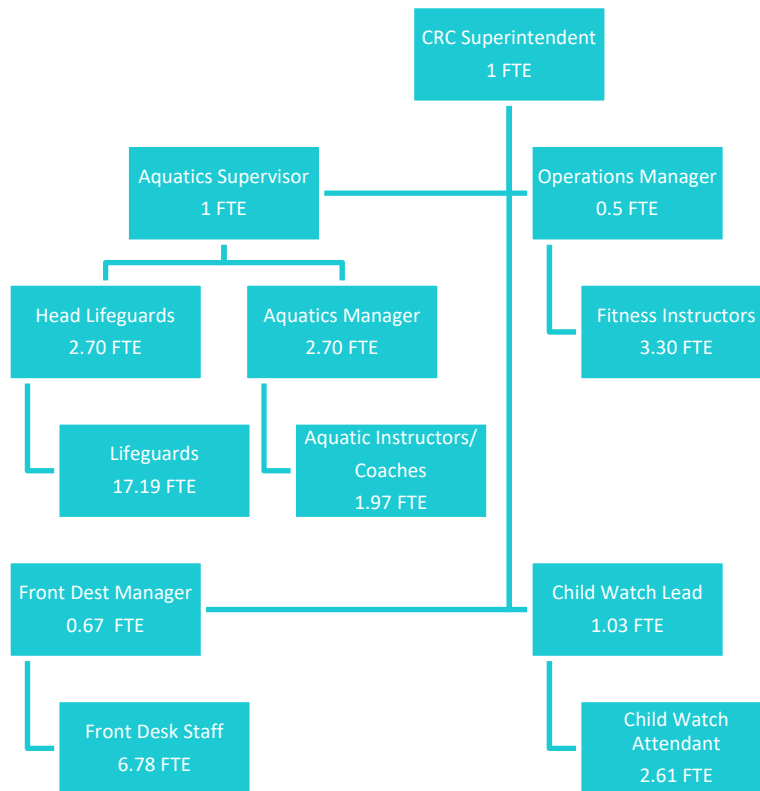 CRC Superintendent
1 FTE
Aquatics Supervisor
1 FTE
Operations Manager
0.5 FTE
Head Lifeguards
2.70 FTE
Aquatics Manager
2.70 FTE
Fitness Instructors
3.30 FTE
Lifeguards
17.19 FTE
Aquatic Instructors/
Coaches
1.97 FTE
Front Dest Manager
0.67 FTE
Child Watch Lead
1.03 FTE
Front Desk Staff
6.78 FTE
Child Watch
Attendant
2.61 FTE